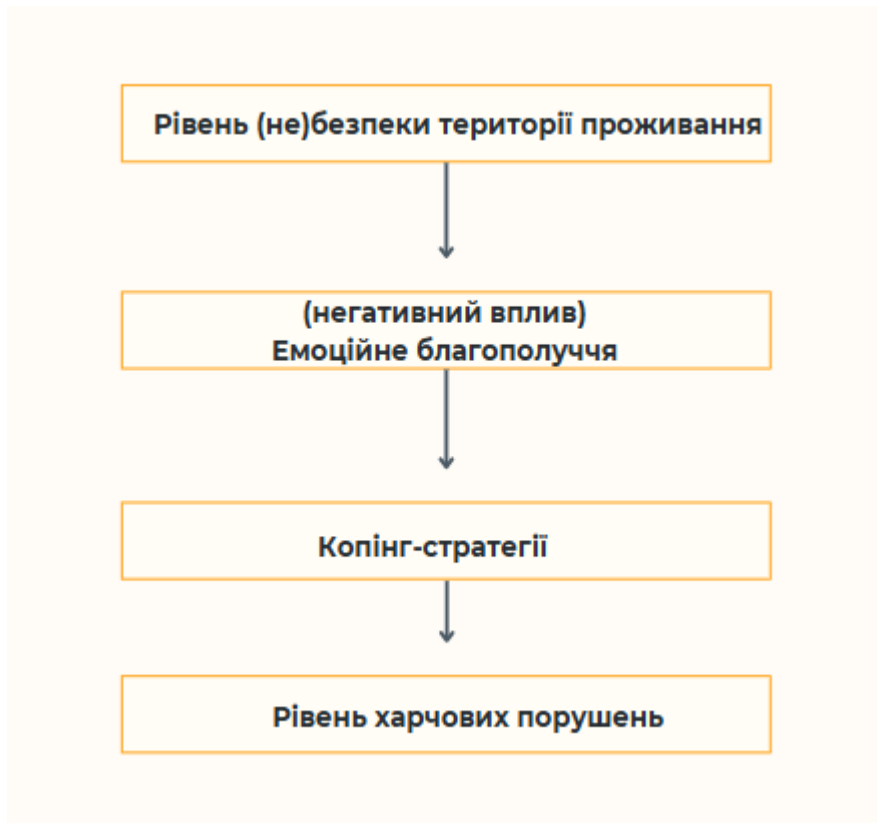 Рівень (не)безпеки території проживання
(негативний вплив)
Емоційне благополуччя
Копінг-стратегії
Рівень харчових порушень